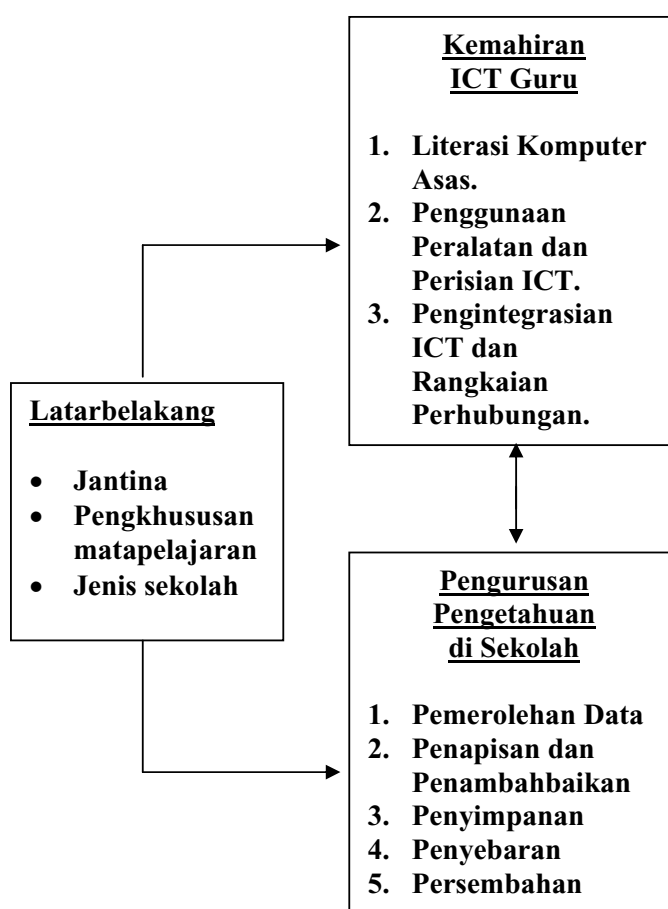 Kemahiran
ICT Guru
1. Literasi Komputer
Asas.
2. Penggunaan
Peralatan dan
Perisian ICT.
3. Pengintegrasian
ICT dan
Rangkaian
Perhubungan.
Latarbelakang
• Jantina
• Pengkhususan
matapelajaran
• Jenis sekolah
Pengurusan
Pengetahuan
di Sekolah
1. Pemerolehan Data
2. Penapisan dan
Penambahbaikan
3. Penyimpanan
4. Penyebaran
5. Persembahan